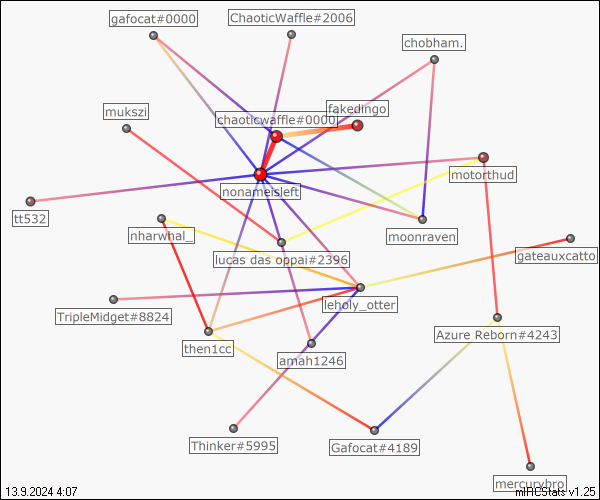 gafocat#0000
ChaoticWaffle#2006
chobham.
fakedingo
mukszi
chaoticwaffle#0000
motorthud
nonameisleft
tt532
nharwhal_
moonraven
lucas das oppai#2396
gateauxcatto
leholy_otter
TripleMidget#8824
Azure Reborn#4243
then1cc
amah1246
Thinker#5995
Gafocat#4189
mercurybro
13.9.2024 4:07
mIRCStats v1.25